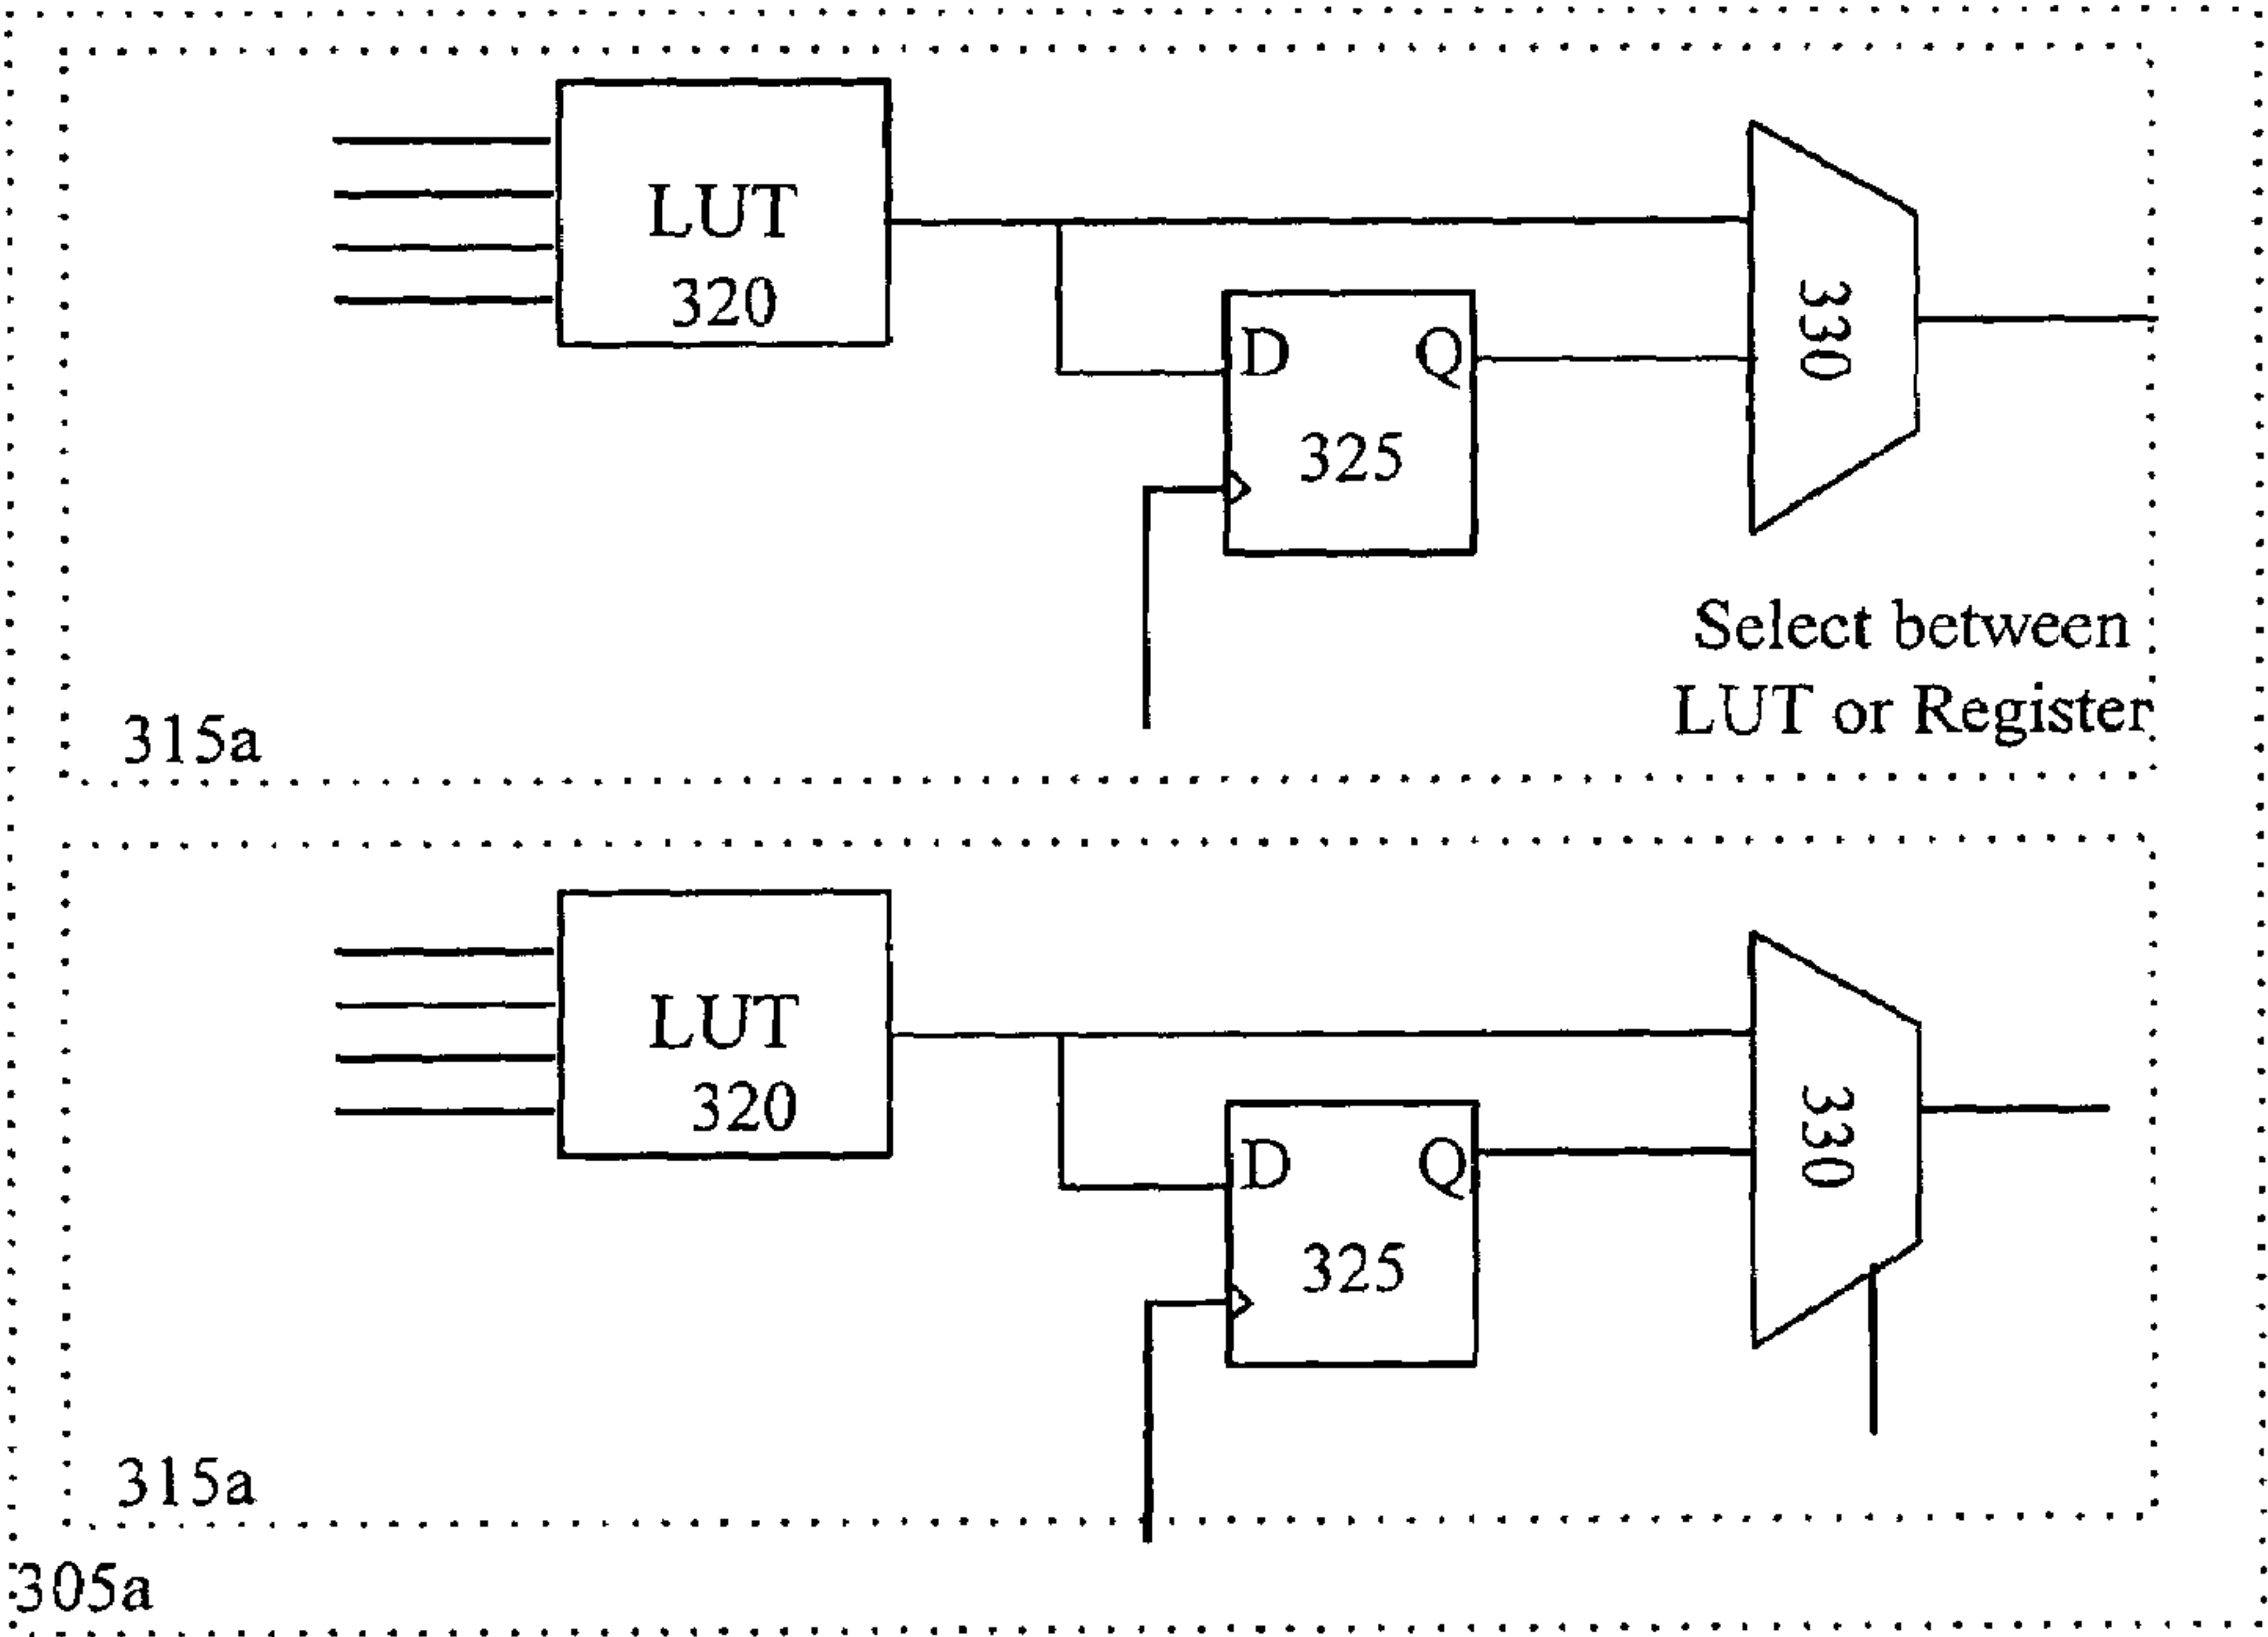 LUT
320
D Q
325
330
Select between
LUT or Register
315a
LUT
320
D Q
325
330
315a
305a